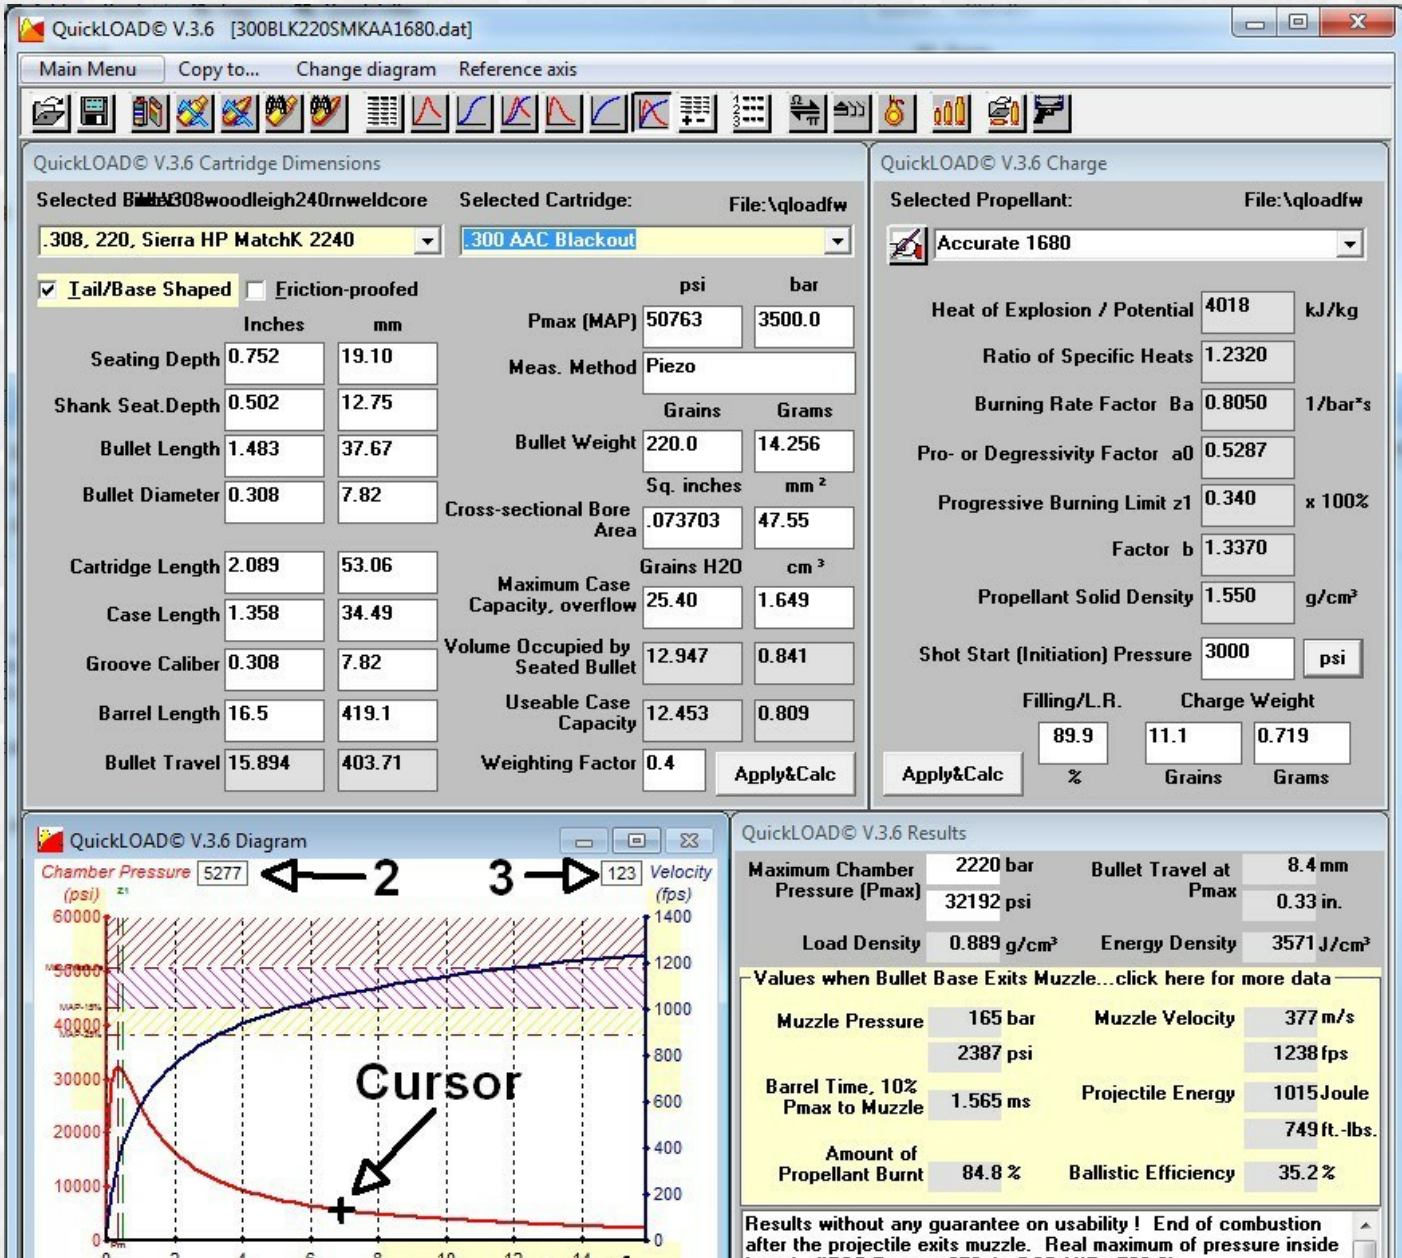 QuickLOAD© V.3.6 [300BLK220SMKAA1680.dat]
Main Menu Copy to... Change diagram Reference axis
QuickLOAD© V.3.6 Cartridge Dimensions
Selected 308woodleigh240rnweldcore Selected Cartridge: File:\qloadfw
.308, 220, Sierra HP MatchK 2240 .300 AAC Blackout
Tail/Base Shaped Friction-proofed
psi bar
Inches mm
Pmax (MAP) 50763 3500.0
Seating Depth 0.752 19.10
Meas. Method Piezo
Shank Seat.Depth 0.502 12.75
Grains Grams
Bullet Length 1.483 37.67
Bullet Weight 220.0 14.256
Bullet Diameter 0.308 7.82
Sq. inches mm²
Cross-sectional Bore
Area .073703 47.55
Cartridge Length 2.089 53.06
Grains H2O cm³
Maximum Case
Capacity, overflow 25.40 1.649
Case Length 1.358 34.49
Volume Occupied by
Seated Bullet 12.947 0.841
Groove Caliber 0.308 7.82
Useable Case
Capacity 12.453 0.809
Barrel Length 16.5 419.1
Bullet Travel 15.894 403.71
Weighting Factor 0.4 Apply&Calc
QuickLOAD© V.3.6 Charge
Selected Propellant: File:\qloadfw
Accurate 1680
Heat of Explosion / Potential 4018 kJ/kg
Ratio of Specific Heats 1.2320
Burning Rate Factor Ba 0.8050 1/bar*s
Pro- or Degressivity Factor a0 0.5287
Progressive Burning Limit z1 0.340 x 100%
Factor b 1.3370
Propellant Solid Density 1.550 g/cm³
Shot Start (Initiation) Pressure 3000 psi
Filling/L.R. Charge Weight
89.9 11.1 0.719
Apply&Calc % Grains Grams
QuickLOAD© V.3.6 Diagram
Chamber Pressure 5277 2 3 123 Velocity
(psi) z1 (fps)
60000 1400
50000 1200
MAP-15% 1000
40000
800
30000 Cursor
600
20000
400
10000
200
0 0
Pm
0 2 4 6 8 10 12 14
QuickLOAD© V.3.6 Results
Maximum Chamber
Pressure (Pmax) 2220 bar
32192 psi
Bullet Travel at
Pmax 8.4 mm
0.33 in.
Load Density 0.889 g/cm³ Energy Density 3571 J/cm³
Values when Bullet Base Exits Muzzle...click here for more data
Muzzle Pressure 165 bar Muzzle Velocity 377 m/s
2387 psi 1238 fps
Barrel Time, 10%
Pmax to Muzzle 1.565 ms Projectile Energy 1015 Joule
749 ft.-lbs.
Amount of
Propellant Burnt 84.8 % Ballistic Efficiency 35.2 %
Results without any guarantee on usability ! End of combustion
after the projectile exits muzzle. Real maximum of pressure inside